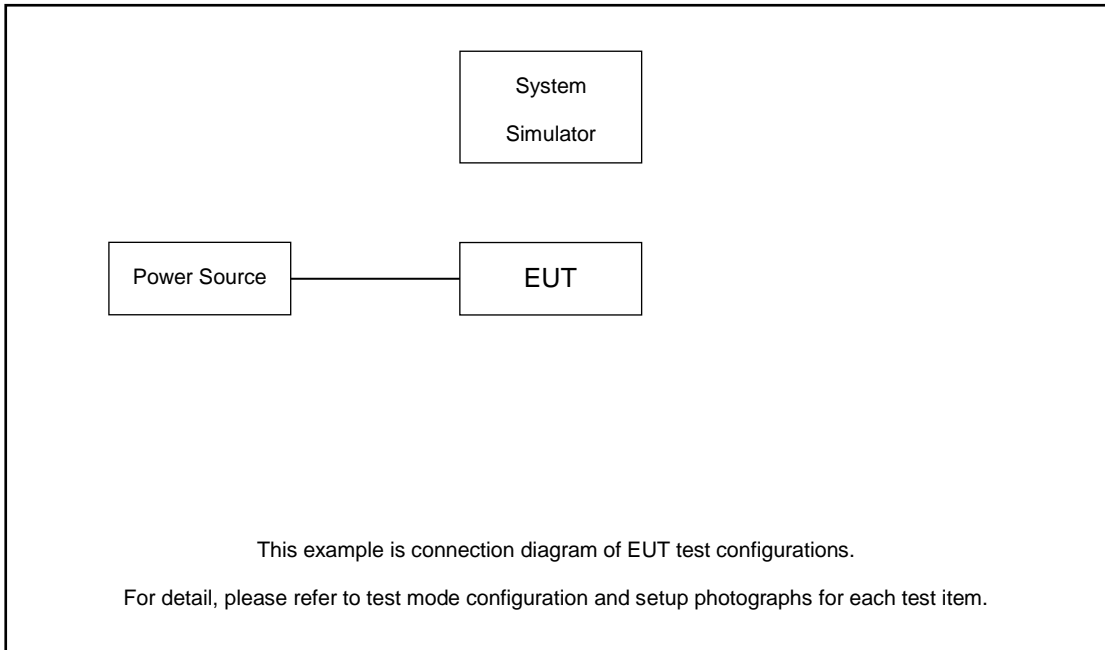 System
Simulator
Power Source
EUT
This example is connection diagram of EUT test configurations.
For detail, please refer to test mode configuration and setup photographs for each test item.